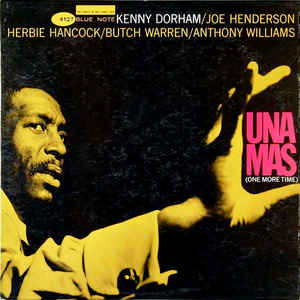 4127 BLUE NOTE KENNY DORHAM/JOE HENDERSON
HERBIE HANCOCK/BUTCH WARREN/ANTHONY WILLIAMS
UNA
MAS
(ONE MORE TIME)